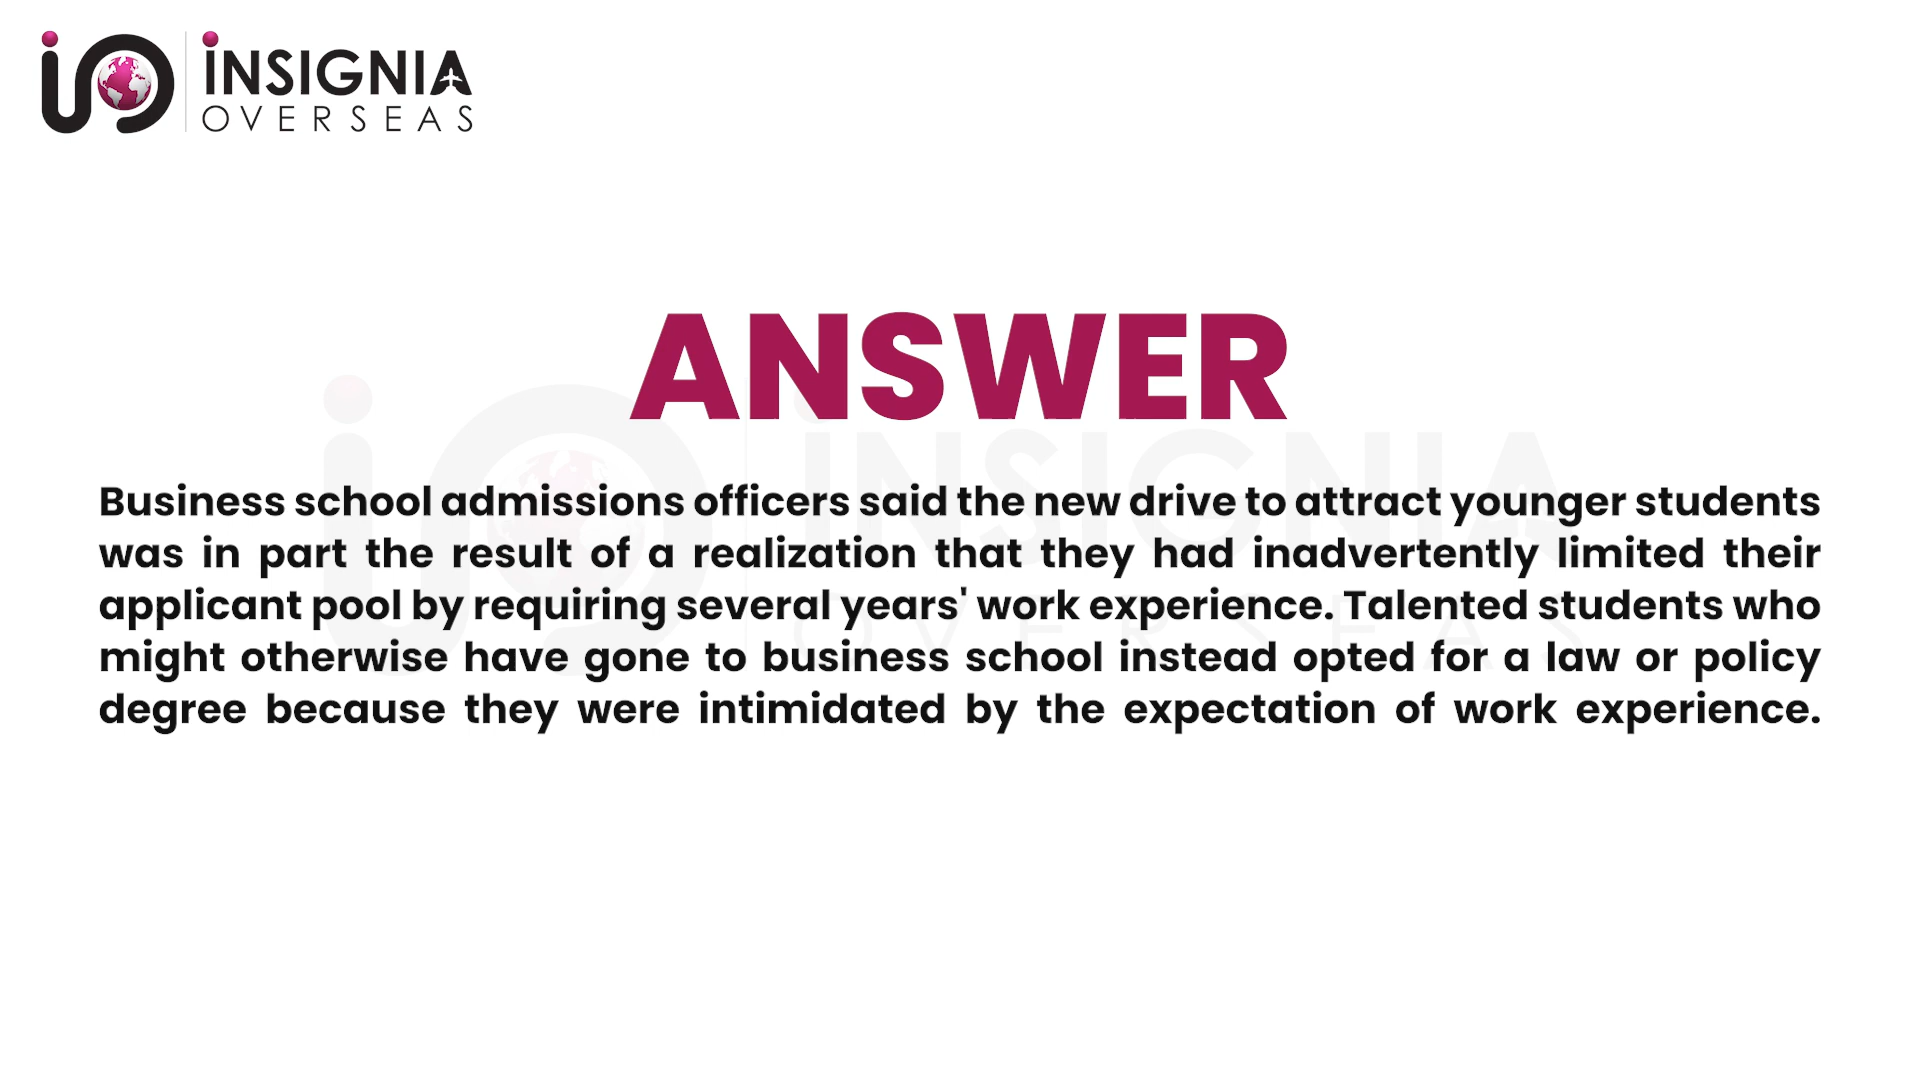 INSIGNIA
OVERSEAS
ANSWER
Business school admissions officers said the new drive to attract younger students
was in part the result of a realization that they had inadvertently limited their
applicant pool by requiring several years' work experience. Talented students who
might otherwise have gone to business school instead opted for a law or policy
degree because they were intimidated by the expectation of work experience.
INSIGNIA
OVERSEAS